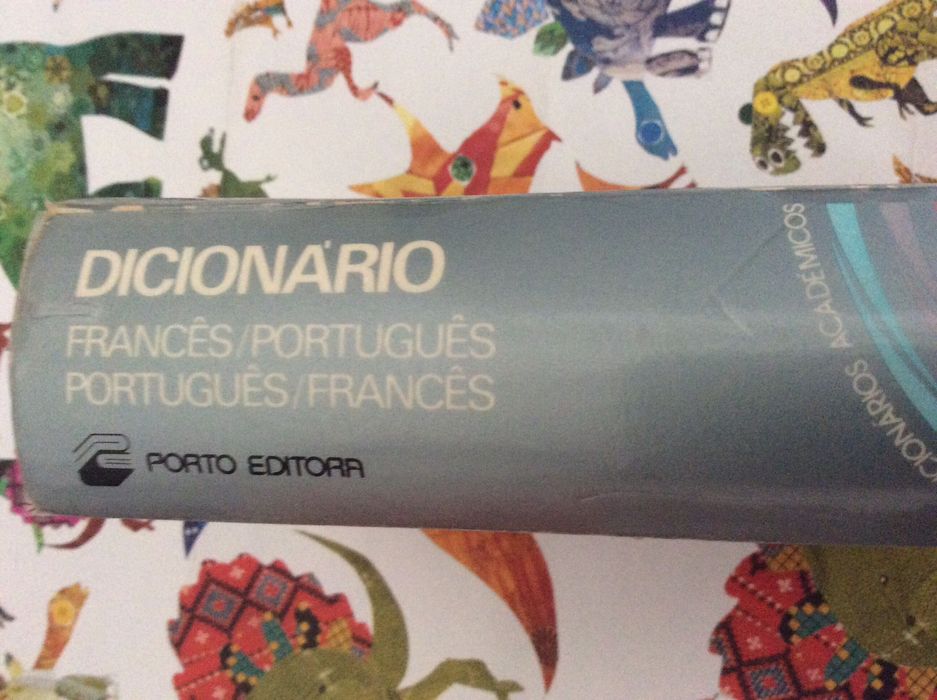 DICIONÁRIO
FRANCÊS/PORTUGUÊS
PORTUGUÊS/FRANCÊS
PORTO EDITORA
ACADÉMICOS